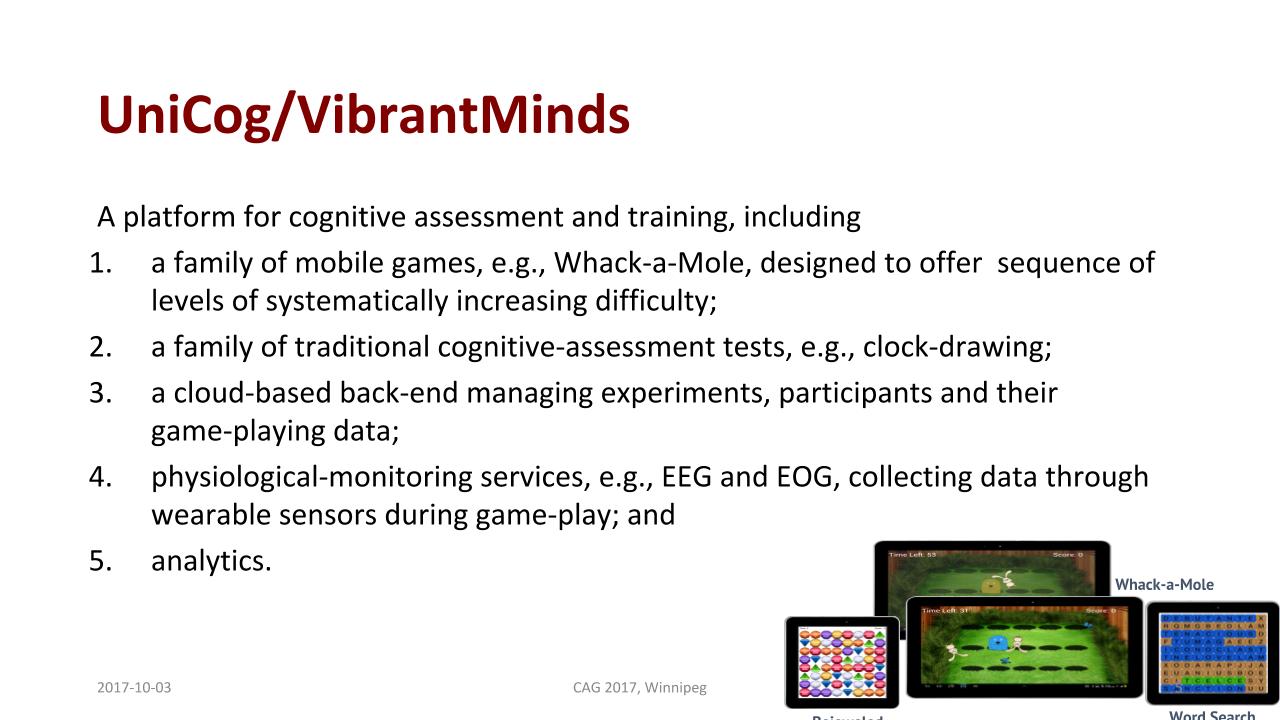 UniCog/VibrantMinds
A platform for cognitive assessment and training, including
1. a family of mobile games, e.g., Whack-a-Mole, designed to offer  sequence of
levels of systematically increasing difficulty;
2. a family of traditional cognitive-assessment tests, e.g., clock-drawing;
3. a cloud-based back-end managing experiments, participants and their
game-playing data;
4. physiological-monitoring services, e.g., EEG and EOG, collecting data through
wearable sensors during game-play; and
5. analytics.
Time Left: 53 Score: 0
Whack-a-Mole
Time Left: 31 Score: 0
2017-10-03
CAG 2017, Winnipeg
Bejeweled
Word Search